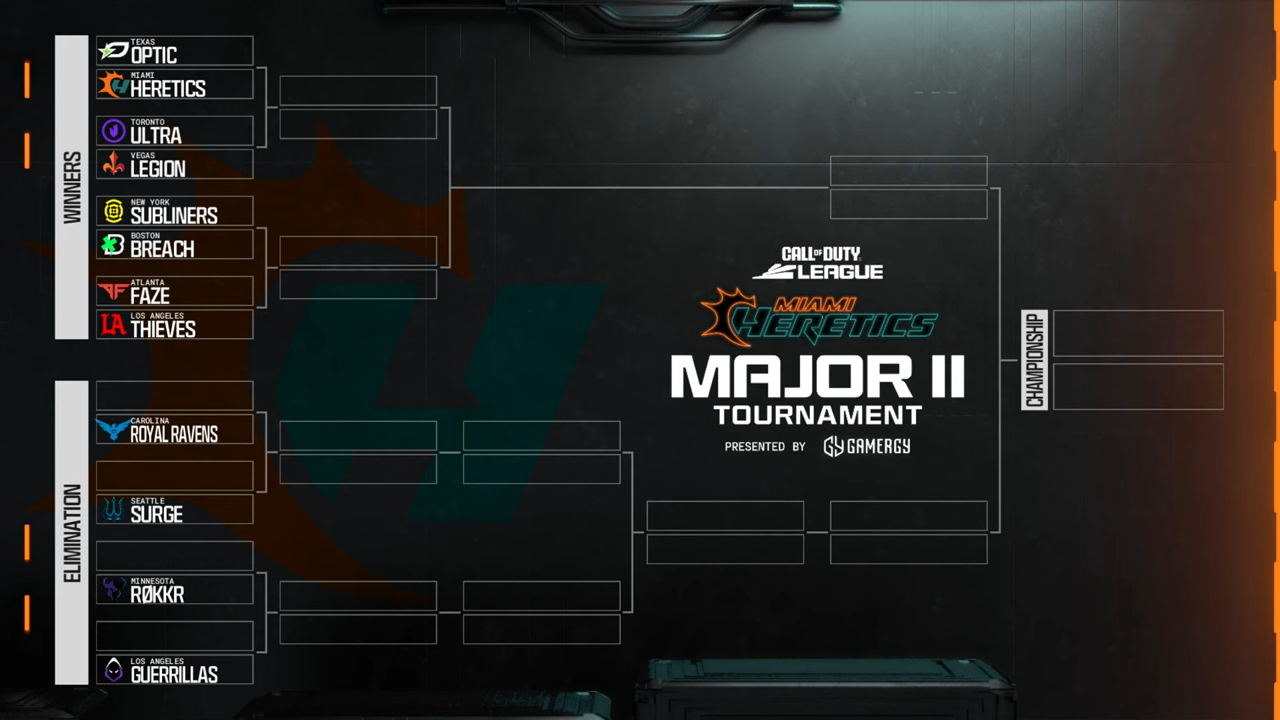 WINNERS
TEXAS
OPTIC
MIAMI
HERETICS
TORONTO
ULTRA
VEGAS
LEGION
NEW YORK
SUBLINERS
BOSTON
BREACH
ATLANTA
FAZE
LA
LOS ANGELES
THIEVES
ELIMINATION
CAROLINA
ROYAL RAVENS
SEATTLE
SURGE
MINNESOTA
RØKKR
LOS ANGELES
GUERRILLAS
CALL OF DUTY
LEAGUE
MIAMI
HERETICS
MAJOR II
TOURNAMENT
PRESENTED BY GY GAMERGY
CHAMPIONSHIP